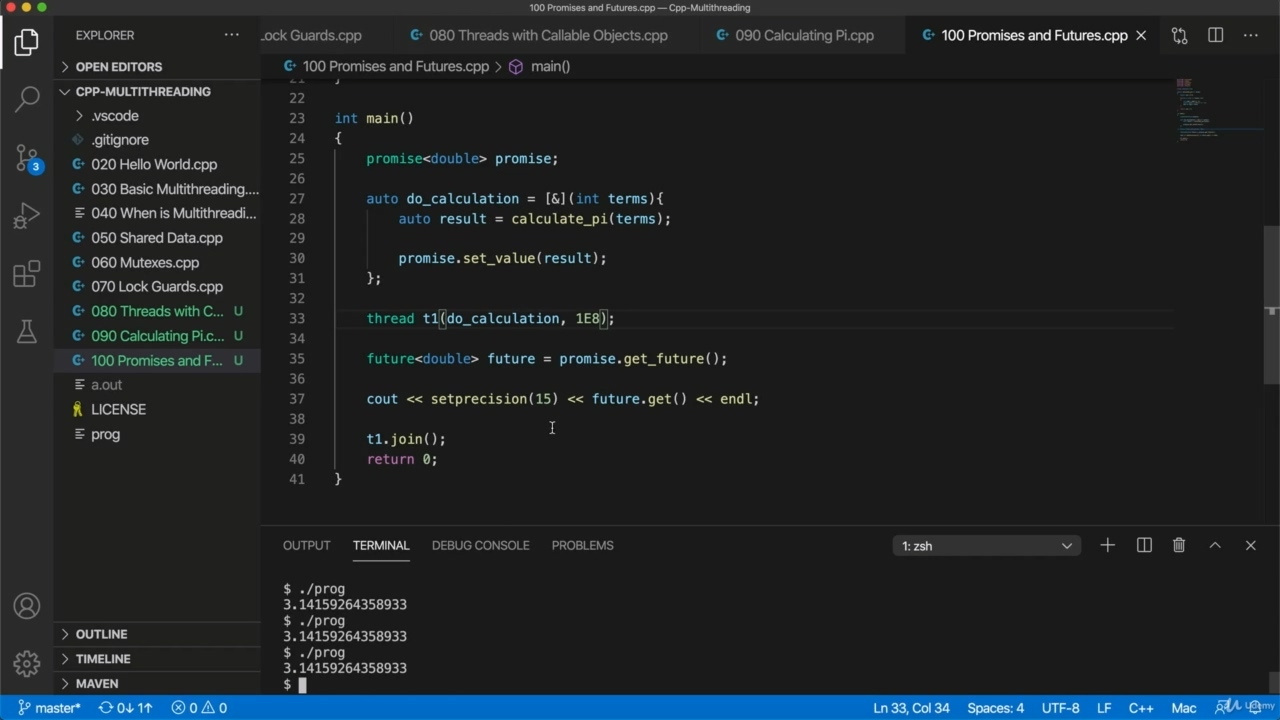 100 Promises and Futures.cpp — Cpp-Multithreading
EXPLORER
Lock Guards.cpp
080 Threads with Callable Objects.cpp
090 Calculating Pi.cpp
100 Promises and Futures.cpp
OPEN EDITORS
100 Promises and Futures.cpp > main()
CPP-MULTITHREADING
.vscode
.gitignore
020 Hello World.cpp
030 Basic Multithreading....
040 When is Multithreadi...
050 Shared Data.cpp
060 Mutexes.cpp
070 Lock Guards.cpp
080 Threads with C... U
090 Calculating Pi.c... U
100 Promises and F... U
a.out
LICENSE
prog
OUTLINE
TIMELINE
MAVEN
3
21 }
22
23 int main()
24 {
25 promise<double> promise;
26
27 auto do_calculation = [&](int terms){
28 auto result = calculate_pi(terms);
29
30 promise.set_value(result);
31 };
32
33 thread t1(do_calculation, 1E8);
34
35 future<double> future = promise.get_future();
36
37 cout << setprecision(15) << future.get() << endl;
38
39 t1.join();
40 return 0;
41 }
OUTPUT TERMINAL DEBUG CONSOLE PROBLEMS
1: zsh
$ ./prog
3.14159264358933
$ ./prog
3.14159264358933
$ ./prog
3.14159264358933
$
master* 0↓ 1↑ 0 0
Ln 33, Col 34 Spaces: 4 UTF-8 LF C++ Mac
Udemy